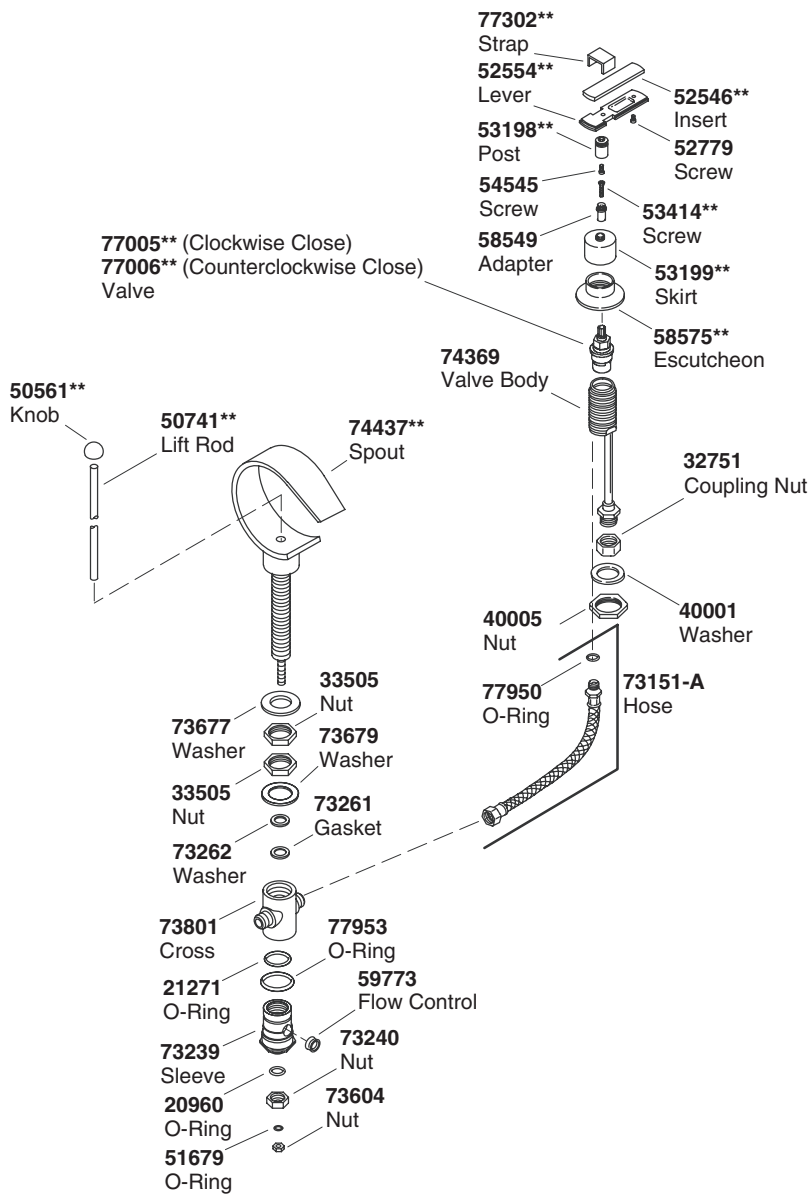 77302**
Strap
52554**
Lever
52546**
Insert
53198**
Post
52779
Screw
54545
Screw
53414**
Screw
58549
Adapter
77005** (Clockwise Close)
77006** (Counterclockwise Close)
Valve
53199**
Skirt
58575**
Escutcheon
74369
Valve Body
50561**
Knob
50741**
Lift Rod
74437**
Spout
32751
Coupling Nut
40005
Nut
40001
Washer
77950
O-Ring
73151-A
Hose
33505
Nut
73677
Washer
73679
Washer
33505
Nut
73261
Gasket
73262
Washer
73801
Cross
77953
O-Ring
21271
O-Ring
59773
Flow Control
73239
Sleeve
73240
Nut
20960
O-Ring
73604
Nut
51679
O-Ring